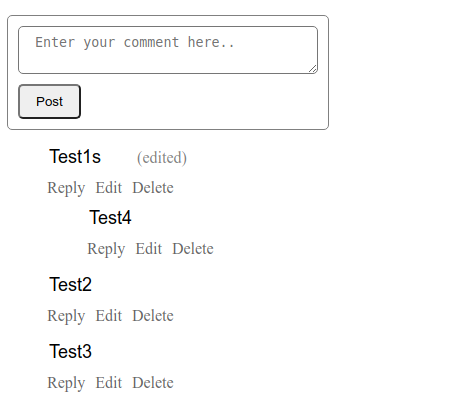 Enter your comment here..
Post
Test1s (edited)
Reply Edit Delete
Test4
Reply Edit Delete
Test2
Reply Edit Delete
Test3
Reply Edit Delete